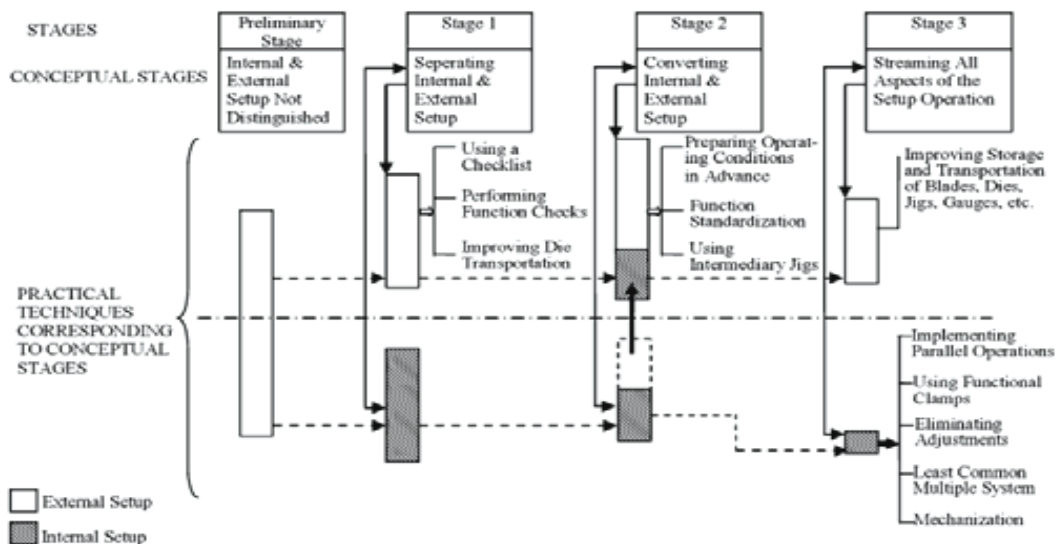 STAGES
Preliminary
Stage
Stage 1
Stage 2
Stage 3
CONCEPTUAL STAGES
Internal &
External
Setup Not
Distinguished
Seperating
Internal &
External
Setup
Converting
Internal &
External
Setup
Streaming All
Aspects of the
Setup Operation
Using a
Checklist
Performing
Function Checks
Improving Die
Transportation
Preparing Operat-
ing Conditions
in Advance
Function
Standardization
Using
Intermediary Jigs
Improving Storage
and Transportation
of Blades, Dies,
Jigs, Gauges, etc.
PRACTICAL
TECHNIQUES
CORRESPONDING
TO CONCEPTUAL
STAGES
Implementing
Parallel Operations
Using Functional
Clamps
Eliminating
Adjustments
Least Common
Multiple System
Mechanization
External Setup
Internal Setup